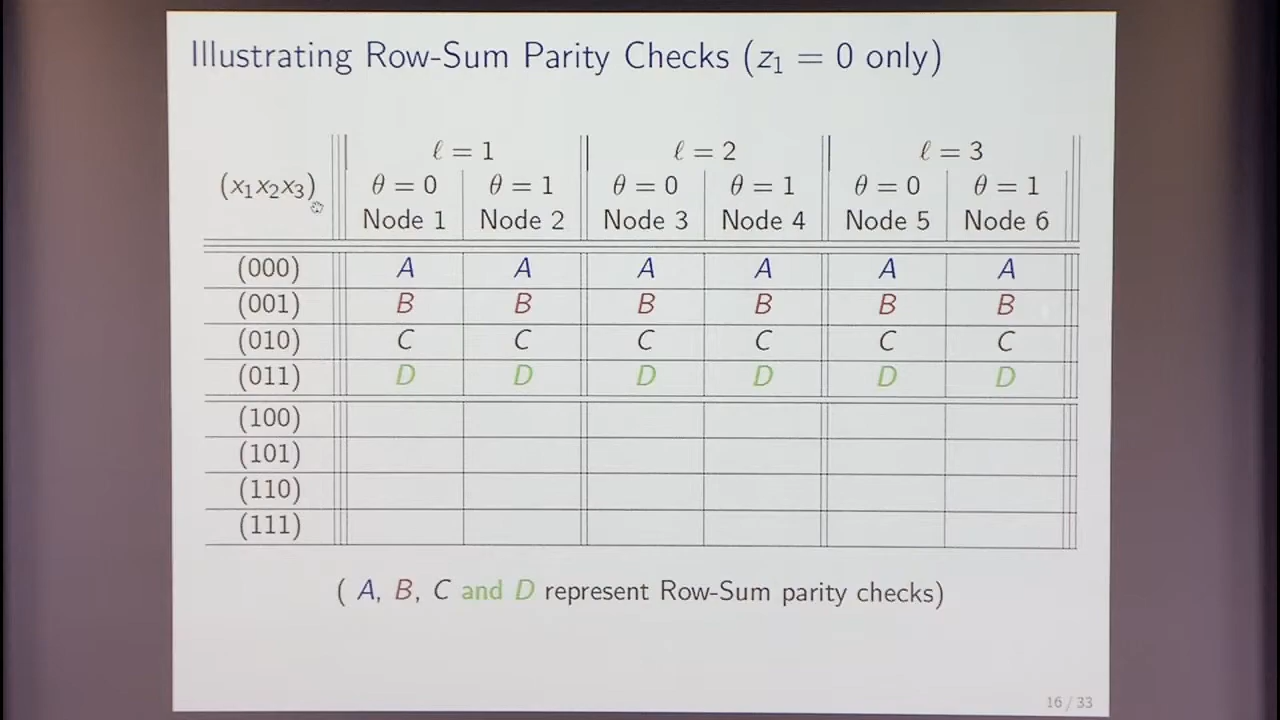 Illustrating Row-Sum Parity Checks (z₁ = 0 only)
ℓ = 1 ℓ = 2 ℓ = 3
(x₁x₂x₃) θ = 0 θ = 1 θ = 0 θ = 1 θ = 0 θ = 1
Node 1 Node 2 Node 3 Node 4 Node 5 Node 6
(000) A A A A A A
(001) B B B B B B
(010) C C C C C C
(011) D D D D D D
(100)
(101)
(110)
(111)
( A, B, C and D represent Row-Sum parity checks)
16 / 33